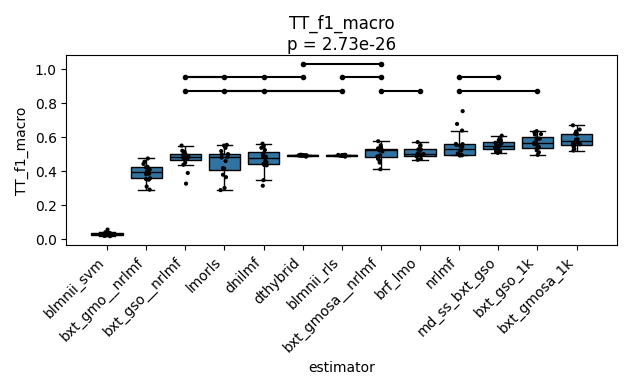 TT_f1_macro
p = 2.73e-26
TT_f1_macro
1.0
0.8
0.6
0.4
0.2
0.0
blmnii_svm
bxt_gmo__nrlmf
bxt_gso__nrlmf
lmorls
dnilmf
dthybrid
blmnii_rls
bxt_gmosa__nrlmf
brf_lmo
nrlmf
md_ss_bxt_gso
bxt_gso_1k
bxt_gmosa_1k
estimator